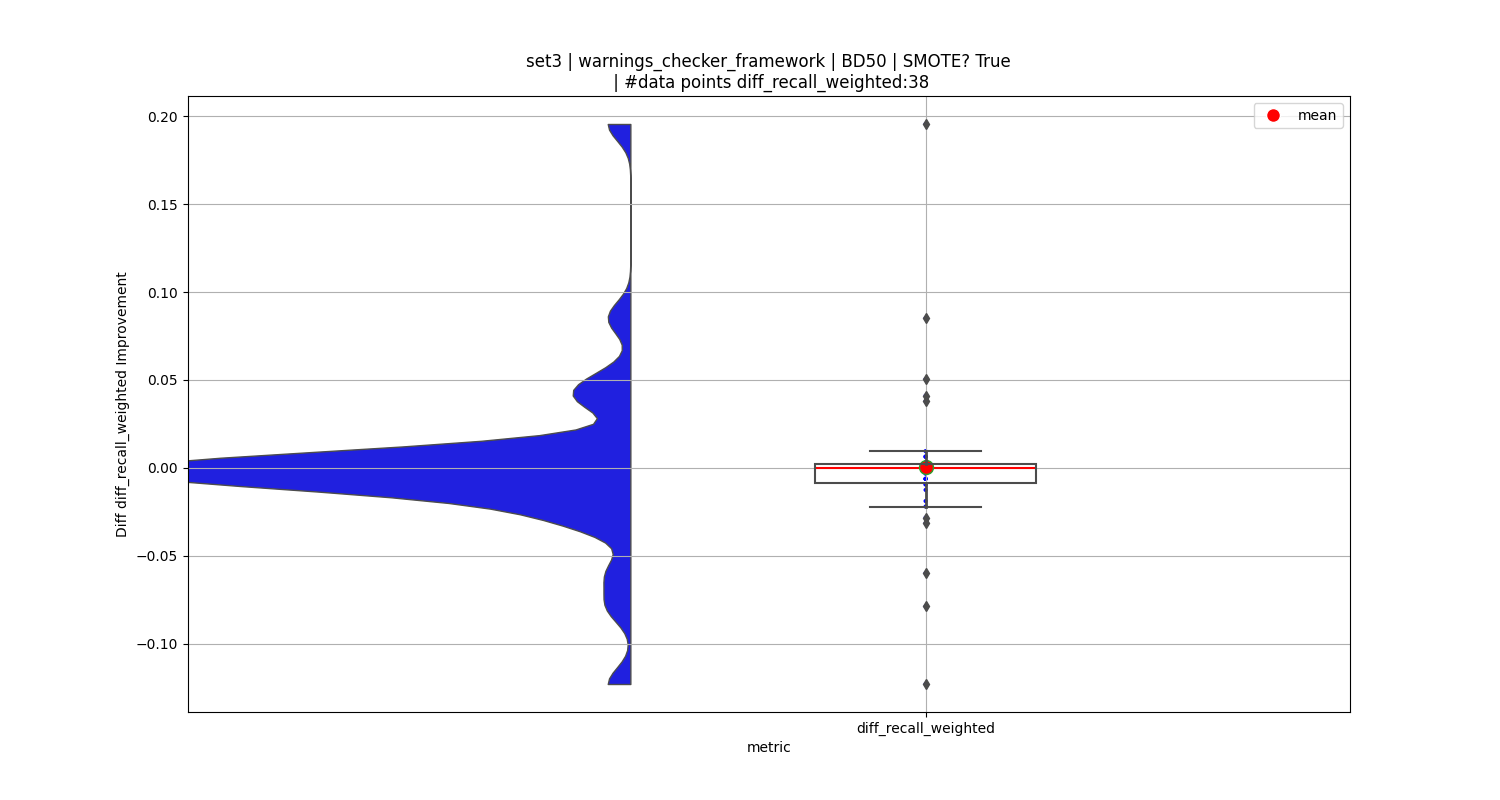 set3 | warnings_checker_framework | BD50 | SMOTE? True
| #data points diff_recall_weighted:38
mean
0.20
0.15
0.10
0.05
0.00
−0.05
−0.10
Diff diff_recall_weighted Improvement
diff_recall_weighted
metric